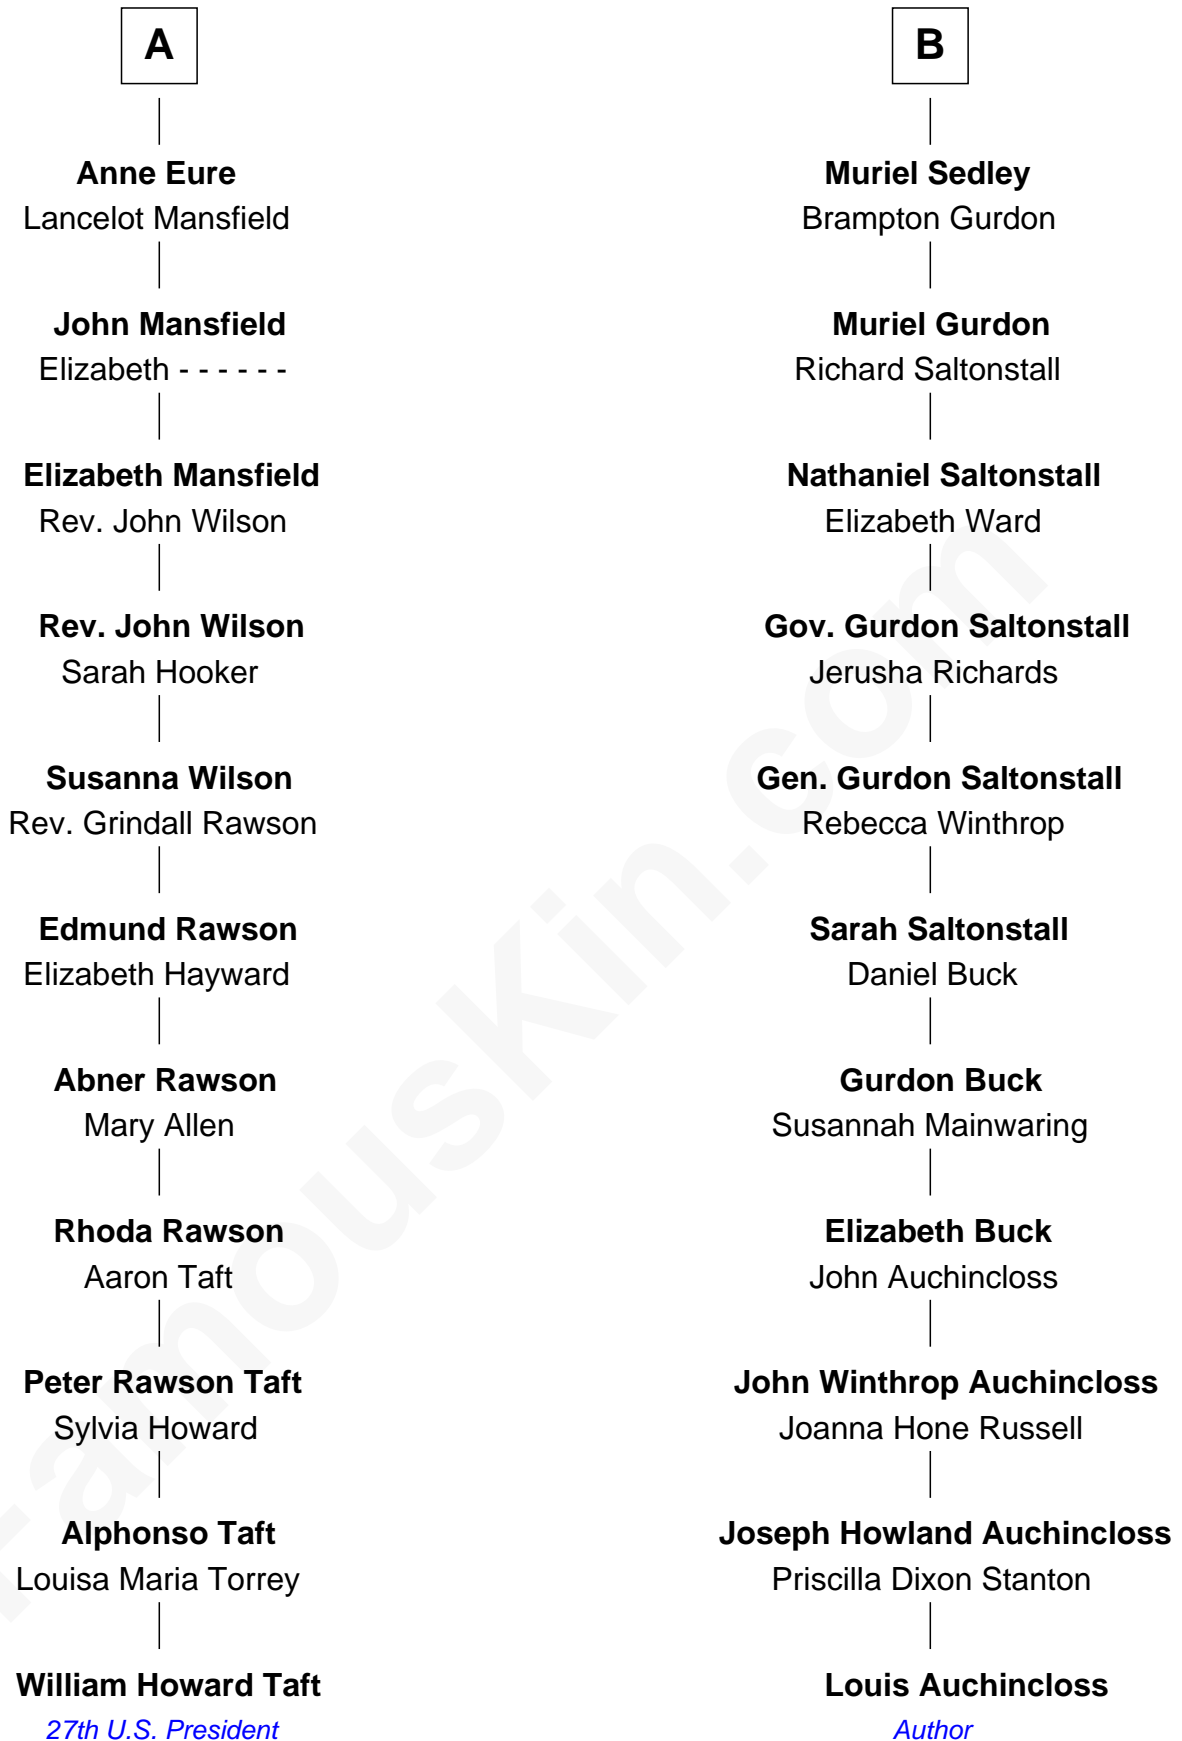 A
Anne Eure
Lancelot Mansfield
John Mansfield
Elizabeth - - - - - -
Elizabeth Mansfield
Rev. John Wilson
Rev. John Wilson
Sarah Hooker
Susanna Wilson
Rev. Grindall Rawson
Edmund Rawson
Elizabeth Hayward
Abner Rawson
Mary Allen
Rhoda Rawson
Aaron Taft
Peter Rawson Taft
Sylvia Howard
Alphonso Taft
Louisa Maria Torrey
William Howard Taft
27th U.S. President
B
Muriel Sedley
Brampton Gurdon
Muriel Gurdon
Richard Saltonstall
Nathaniel Saltonstall
Elizabeth Ward
Gov. Gurdon Saltonstall
Jerusha Richards
Gen. Gurdon Saltonstall
Rebecca Winthrop
Sarah Saltonstall
Daniel Buck
Gurdon Buck
Susannah Mainwaring
Elizabeth Buck
John Auchincloss
John Winthrop Auchincloss
Joanna Hone Russell
Joseph Howland Auchincloss
Priscilla Dixon Stanton
Louis Auchincloss
Author
FamousKin.com